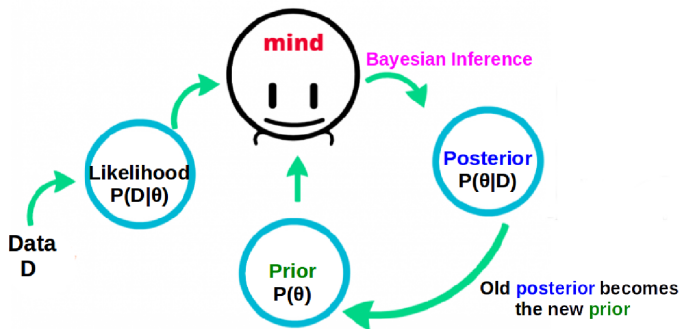 mind
Bayesian Inference
Likelihood
P(D|θ)
Posterior
P(θ|D)
Data
D
Prior
P(θ)
Old posterior becomes
the new prior